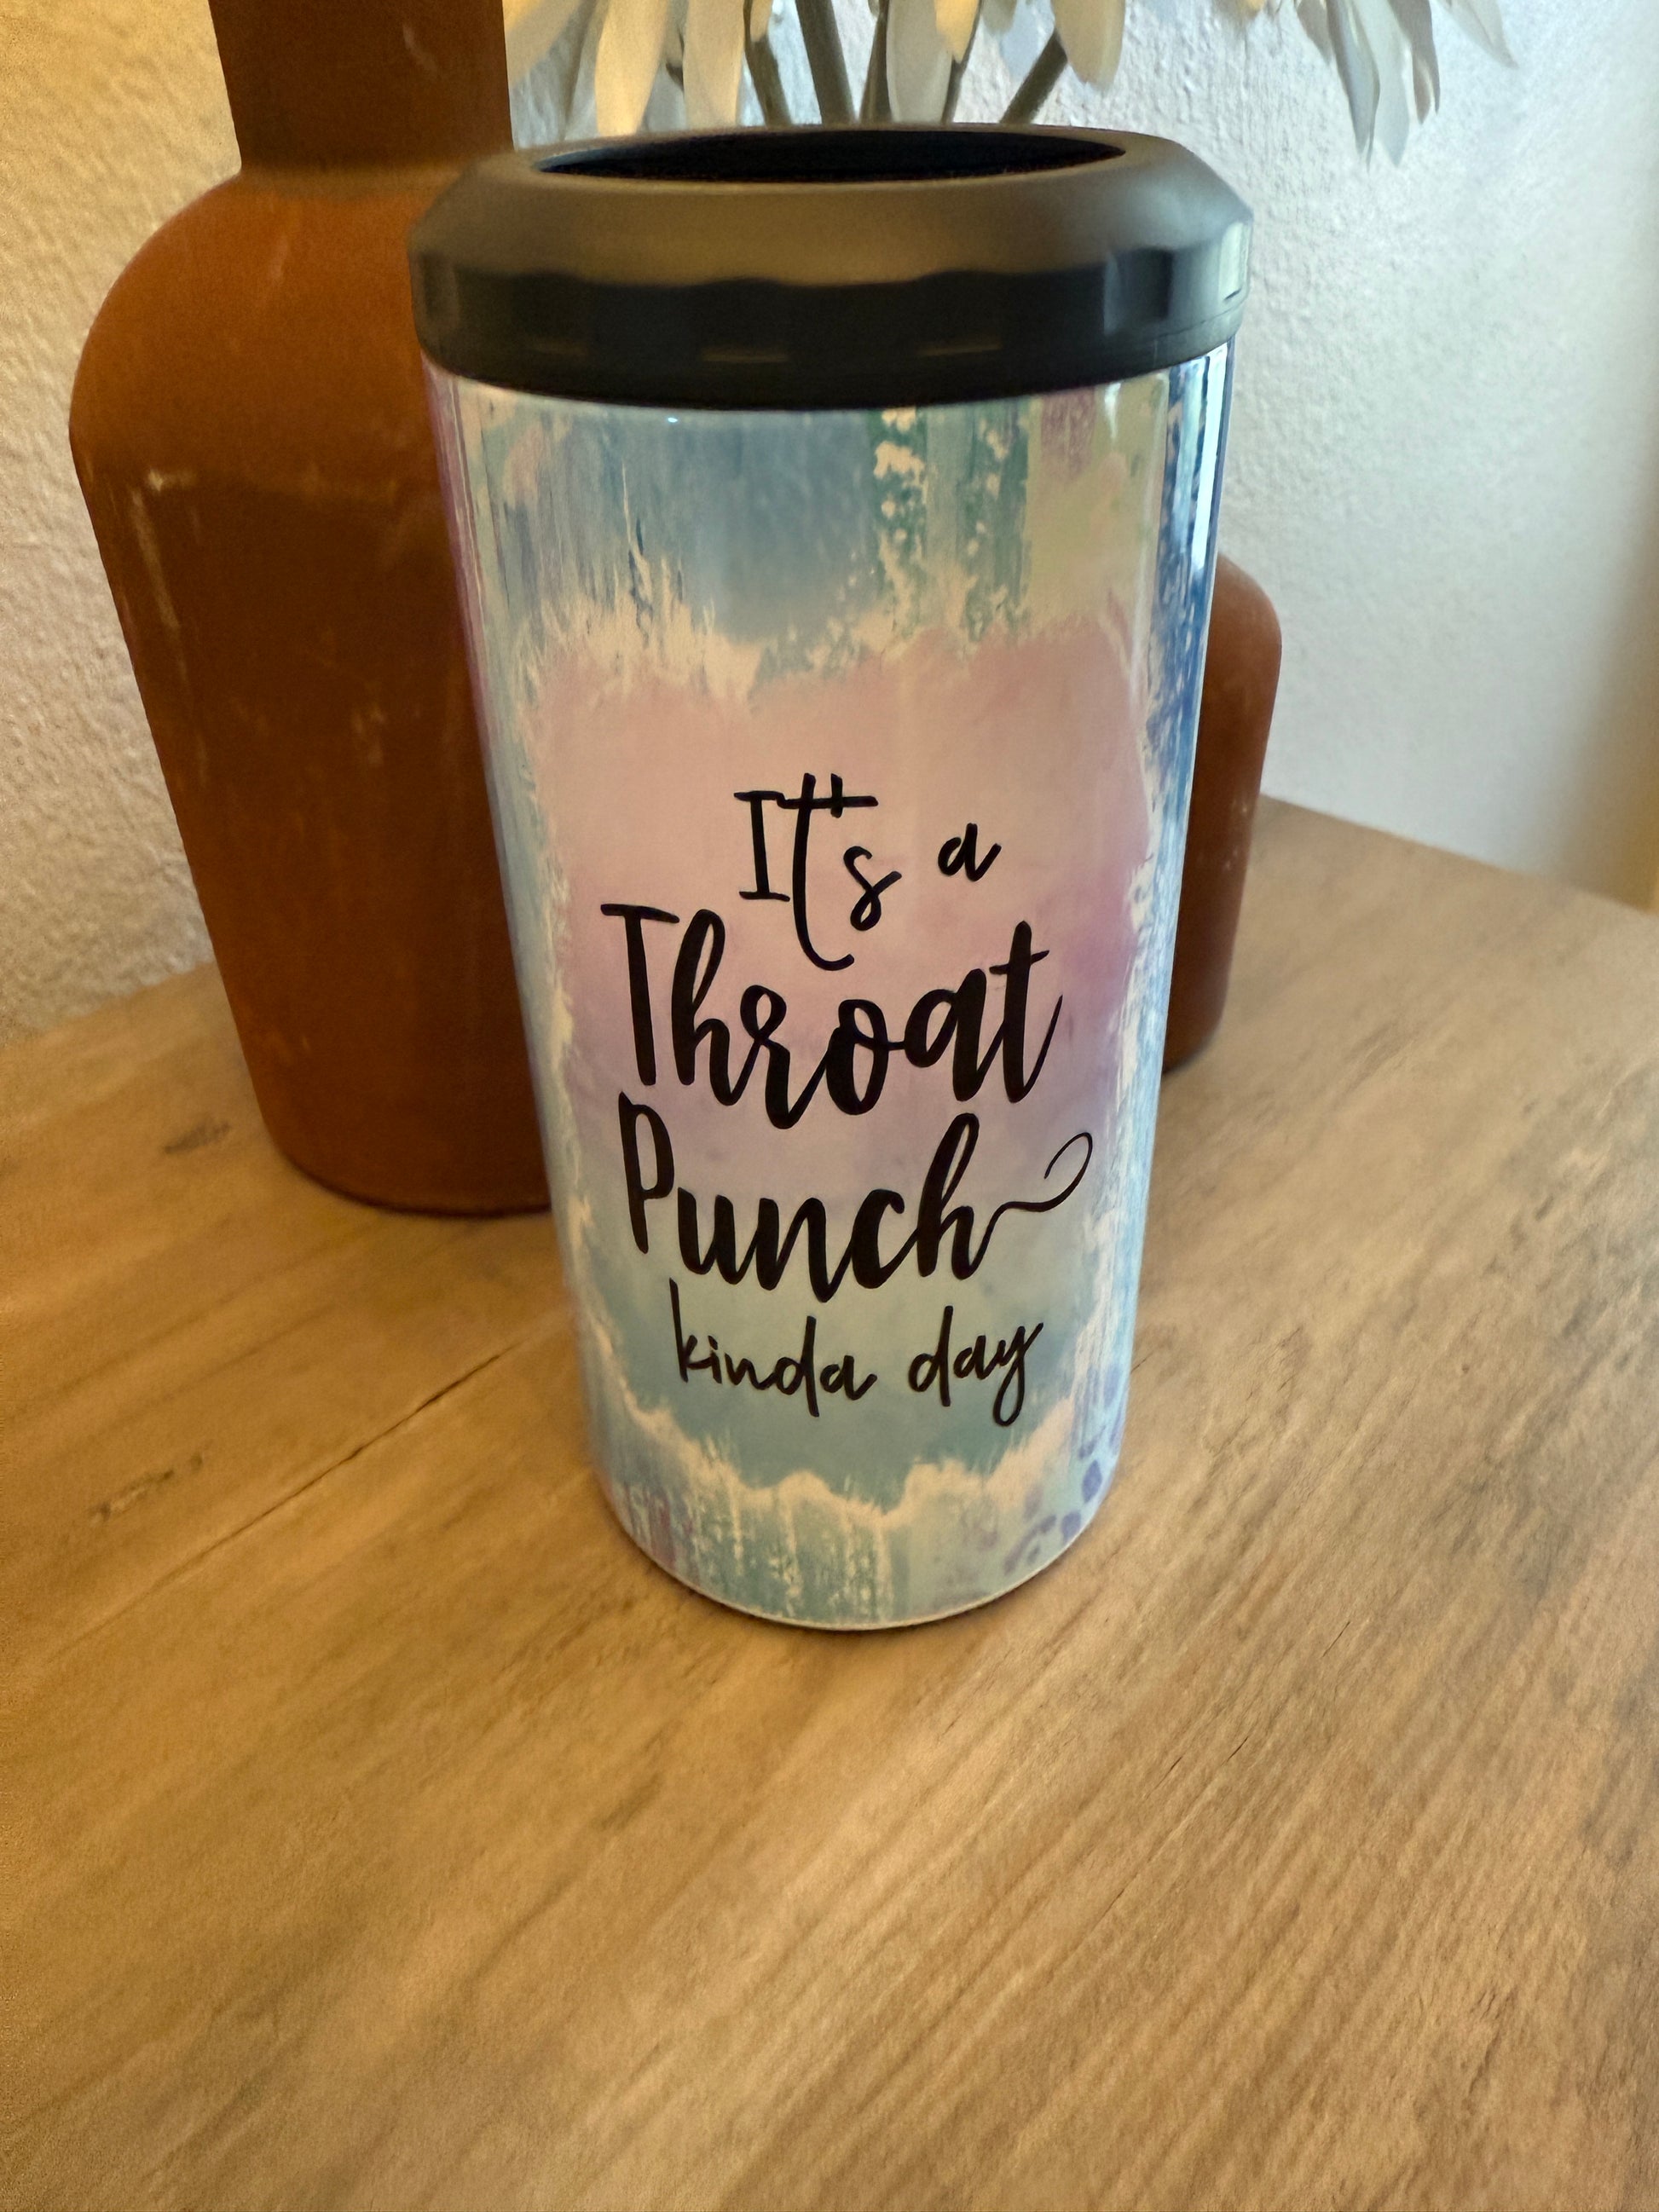 It's a
Throat
Punch
kinda day